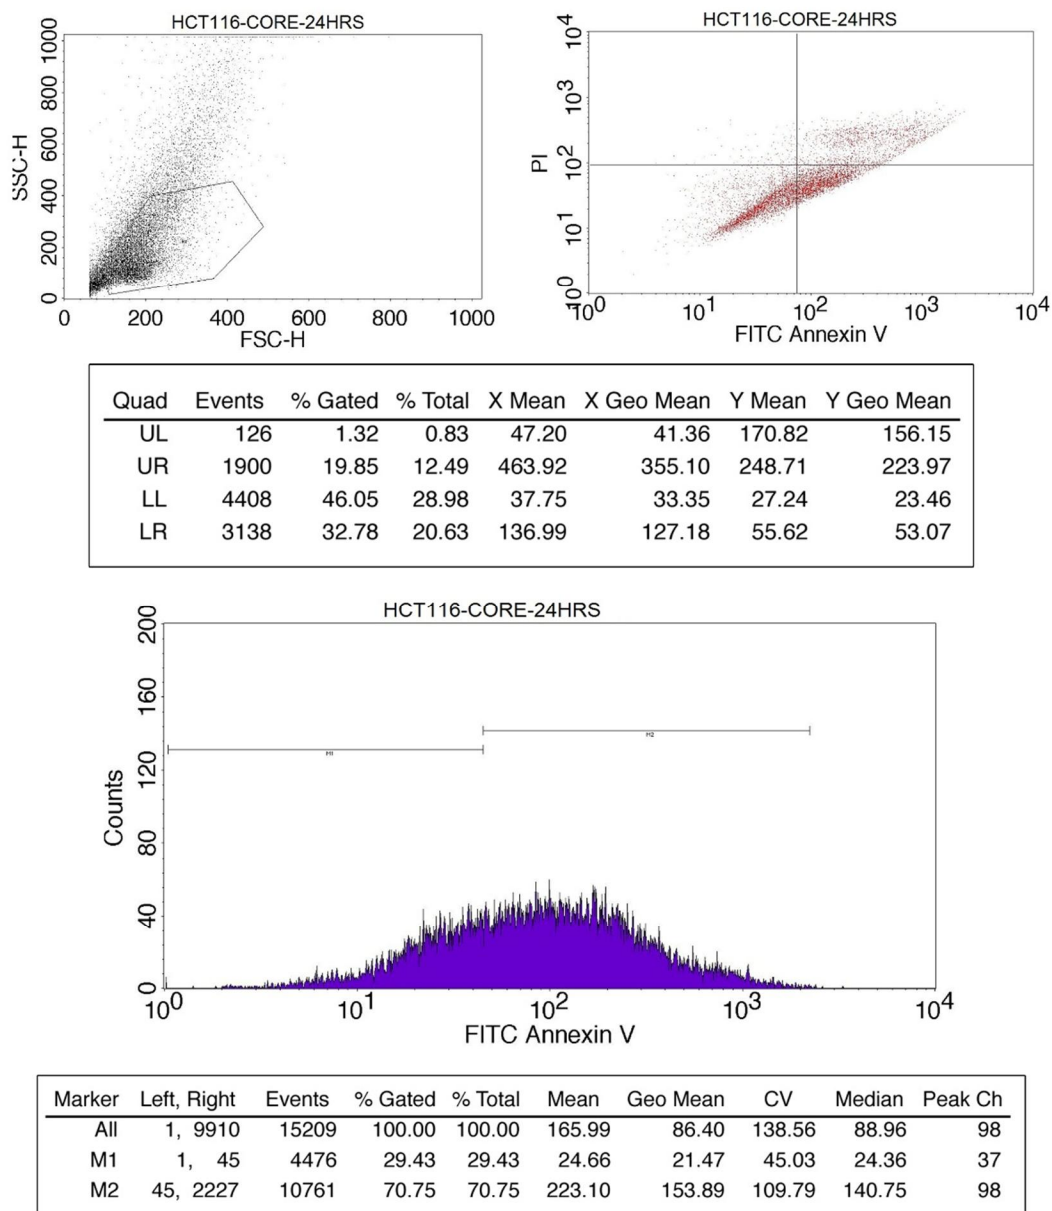 HCT116-CORE-24HRS
SSC-H
1000
800
600
400
200
0
0 200 400 600 800 1000
FSC-H
HCT116-CORE-24HRS
PI
10^4
10^3
10^2
10^1
10^0
10^0 10^1 10^2 10^3 10^4
FITC Annexin V
Quad Events % Gated % Total X Mean X Geo Mean Y Mean Y Geo Mean
UL 126 1.32 0.83 47.20 41.36 170.82 156.15
UR 1900 19.85 12.49 463.92 355.10 248.71 223.97
LL 4408 46.05 28.98 37.75 33.35 27.24 23.46
LR 3138 32.78 20.63 136.99 127.18 55.62 53.07
HCT116-CORE-24HRS
Counts
200
160
120
80
40
0
M1
M2
10^0 10^1 10^2 10^3 10^4
FITC Annexin V
Marker Left, Right Events % Gated % Total Mean Geo Mean CV Median Peak Ch
All 1, 9910 15209 100.00 100.00 165.99 86.40 138.56 88.96 98
M1 1, 45 4476 29.43 29.43 24.66 21.47 45.03 24.36 37
M2 45, 2227 10761 70.75 70.75 223.10 153.89 109.79 140.75 98